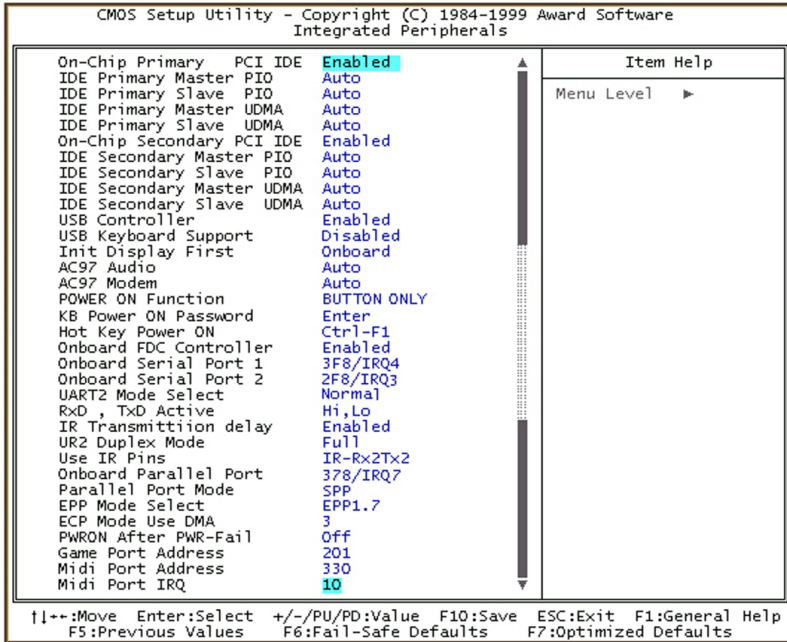 CMOS Setup Utility - Copyright (C) 1984-1999 Award Software
Integrated Peripherals
On-Chip Primary PCI IDE Enabled
IDE Primary Master PIO Auto
IDE Primary Slave PIO Auto
IDE Primary Master UDMA Auto
IDE Primary Slave UDMA Auto
On-Chip Secondary PCI IDE Enabled
IDE Secondary Master PIO Auto
IDE Secondary Slave PIO Auto
IDE Secondary Master UDMA Auto
IDE Secondary Slave UDMA Auto
USB Controller Enabled
USB Keyboard Support Disabled
Init Display First Onboard
AC97 Audio Auto
AC97 Modem Auto
POWER ON Function BUTTON ONLY
KB Power ON Password Enter
Hot Key Power ON Ctrl-F1
Onboard FDC Controller Enabled
Onboard Serial Port 1 3F8/IRQ4
Onboard Serial Port 2 2F8/IRQ3
UART2 Mode Select Normal
RxD , TxD Active Hi,Lo
IR Transmittiion delay Enabled
UR2 Duplex Mode Full
Use IR Pins IR-Rx2Tx2
Onboard Parallel Port 378/IRQ7
Parallel Port Mode SPP
EPP Mode Select EPP1.7
ECP Mode Use DMA 3
PWRON After PWR-Fail Off
Game Port Address 201
Midi Port Address 330
Midi Port IRQ 10
Item Help
Menu Level ►
↑↓←→:Move Enter:Select +/-/PU/PD:Value F10:Save ESC:Exit F1:General Help
F5:Previous Values F6:Fail-Safe Defaults F7:Optimized Defaults